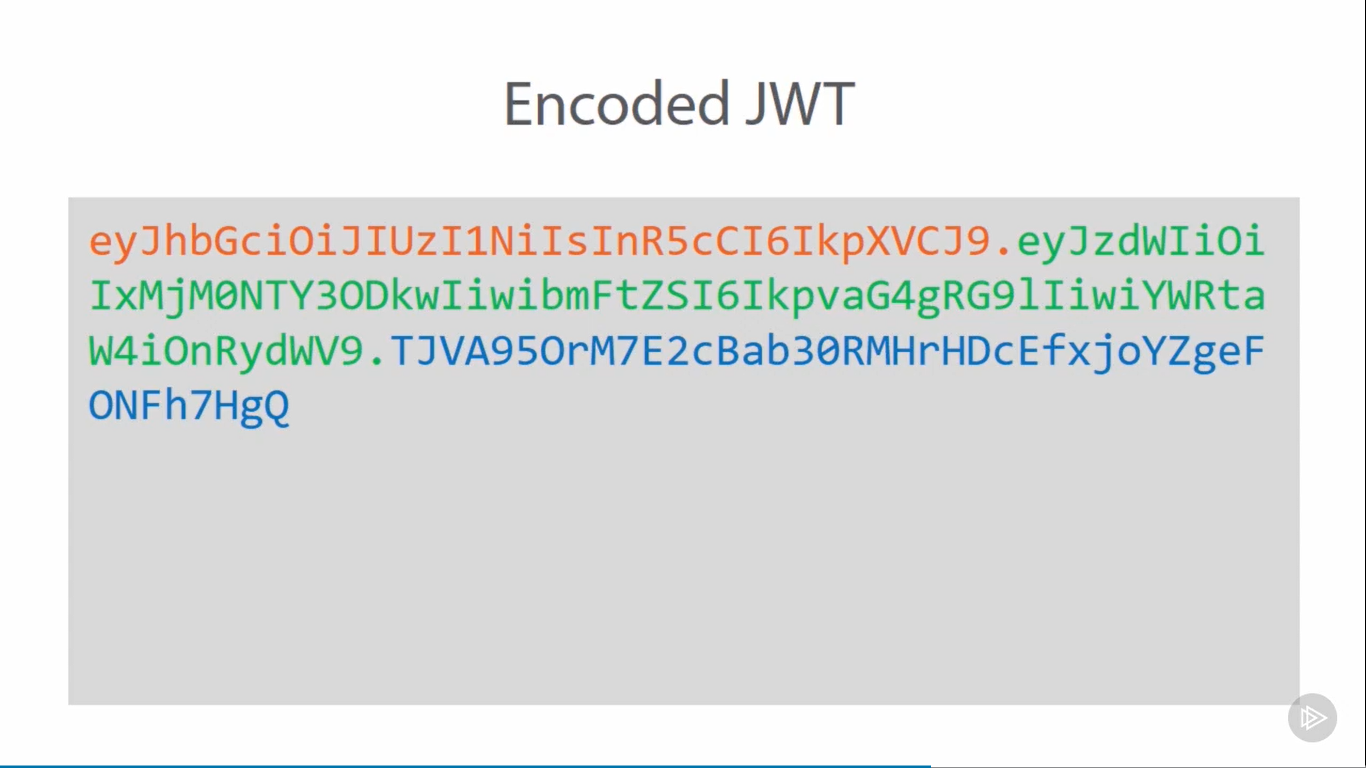 Encoded JWT
eyJhbGciOiJIUzI1NiIsInR5cCI6IkpXVCJ9.eyJzdWIiOi
IxMjM0NTY3ODkwIiwibmFtZSI6IkpvaG4gRG9lIiwiYWRta
W4iOnRydWV9.TJVA95OrM7E2cBab30RMHrHDcEfxjoYZgeF
ONFh7HgQ